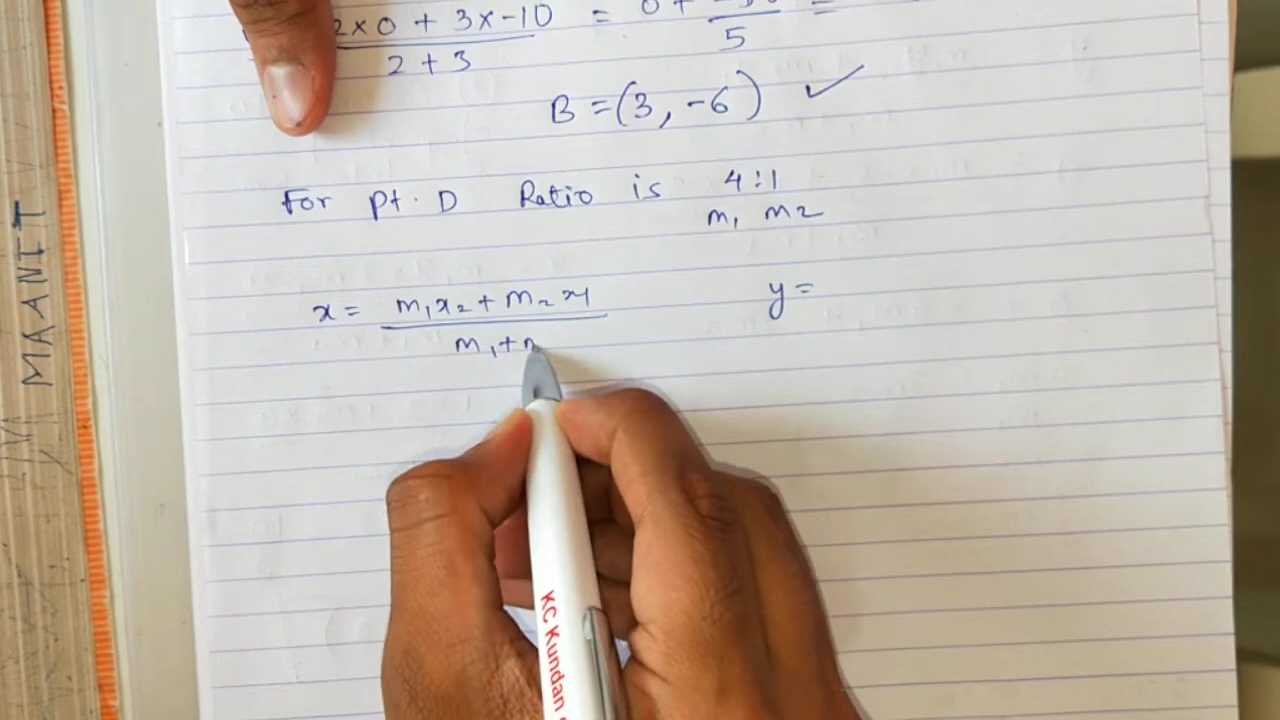 2 x 0 + 3 x -10 = 0 +
2 + 3 5
B = (3, -6) ✓
For pt. D Ratio is 4:1
m₁ m₂
x = m₁x₂ + m₂x₁ y =
m₁ +
MAANIT
KC Kundan